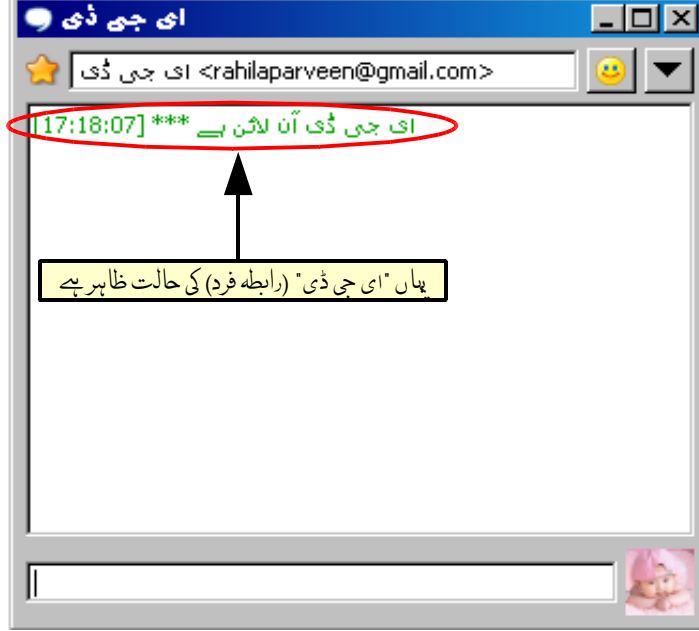 ای جی ڈی
ای جی ڈی <rahilaparveen@gmail.com>
[17:18:07] *** ای جی ڈی آن لائن ہے
یہاں "ای جی ڈی" (رابطہ فرد) کی حالت ظاہر ہے